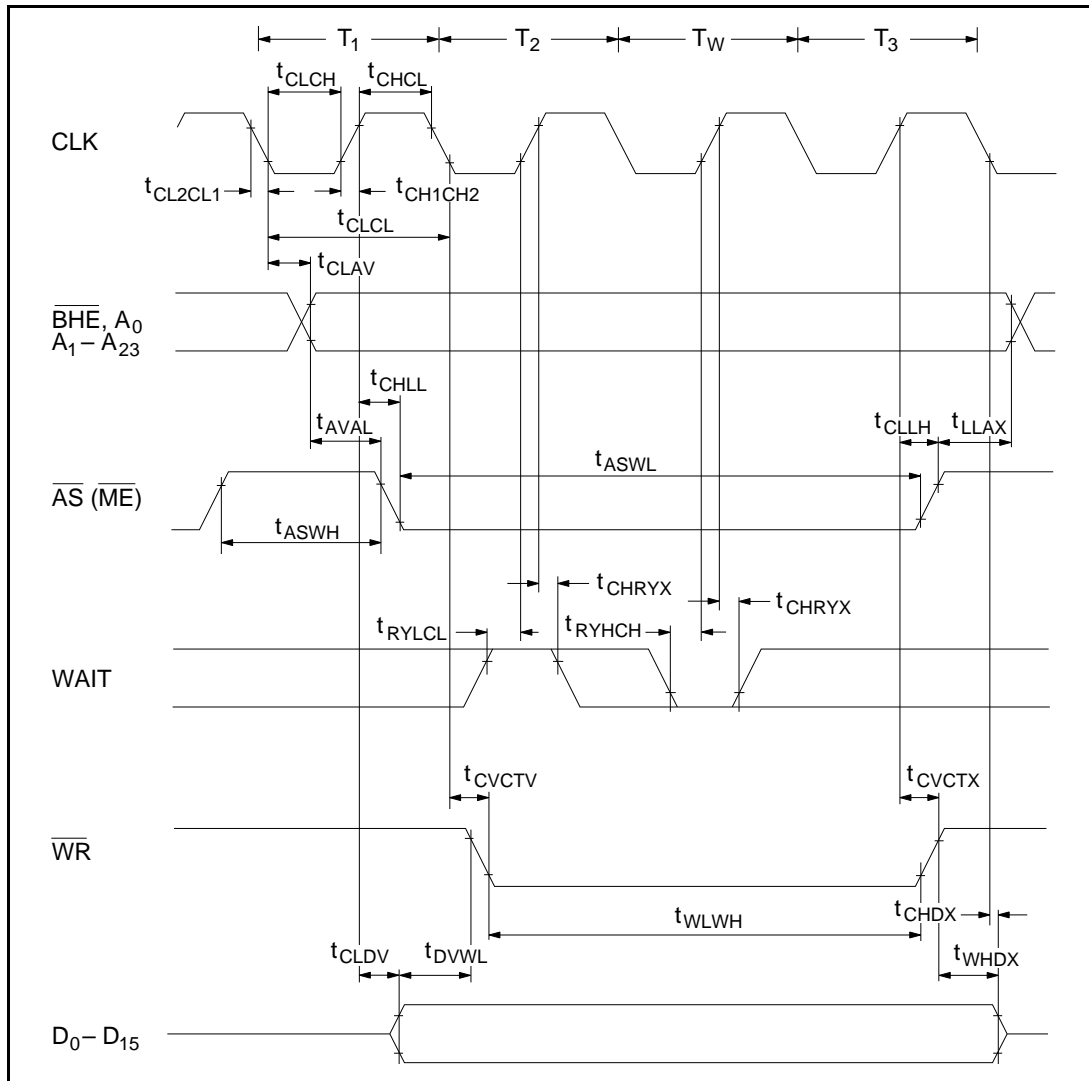 T1 T2 TW T3
tCLCH tCHCL
CLK
tCL2CL1 tCH1CH2
tCLCL
tCLAV
BHE, A0
A1 – A23
tCHLL
tAVAL tCLLH tLLAX
tASWL
AS (ME)
tASWH
tCHRYX tCHRYX
tRYLCL tRYHCH
WAIT
tCVCTV tCVCTX
WR
tCHDX
tWLWH
tCLDV tDVWL tWHDX
D0 – D15